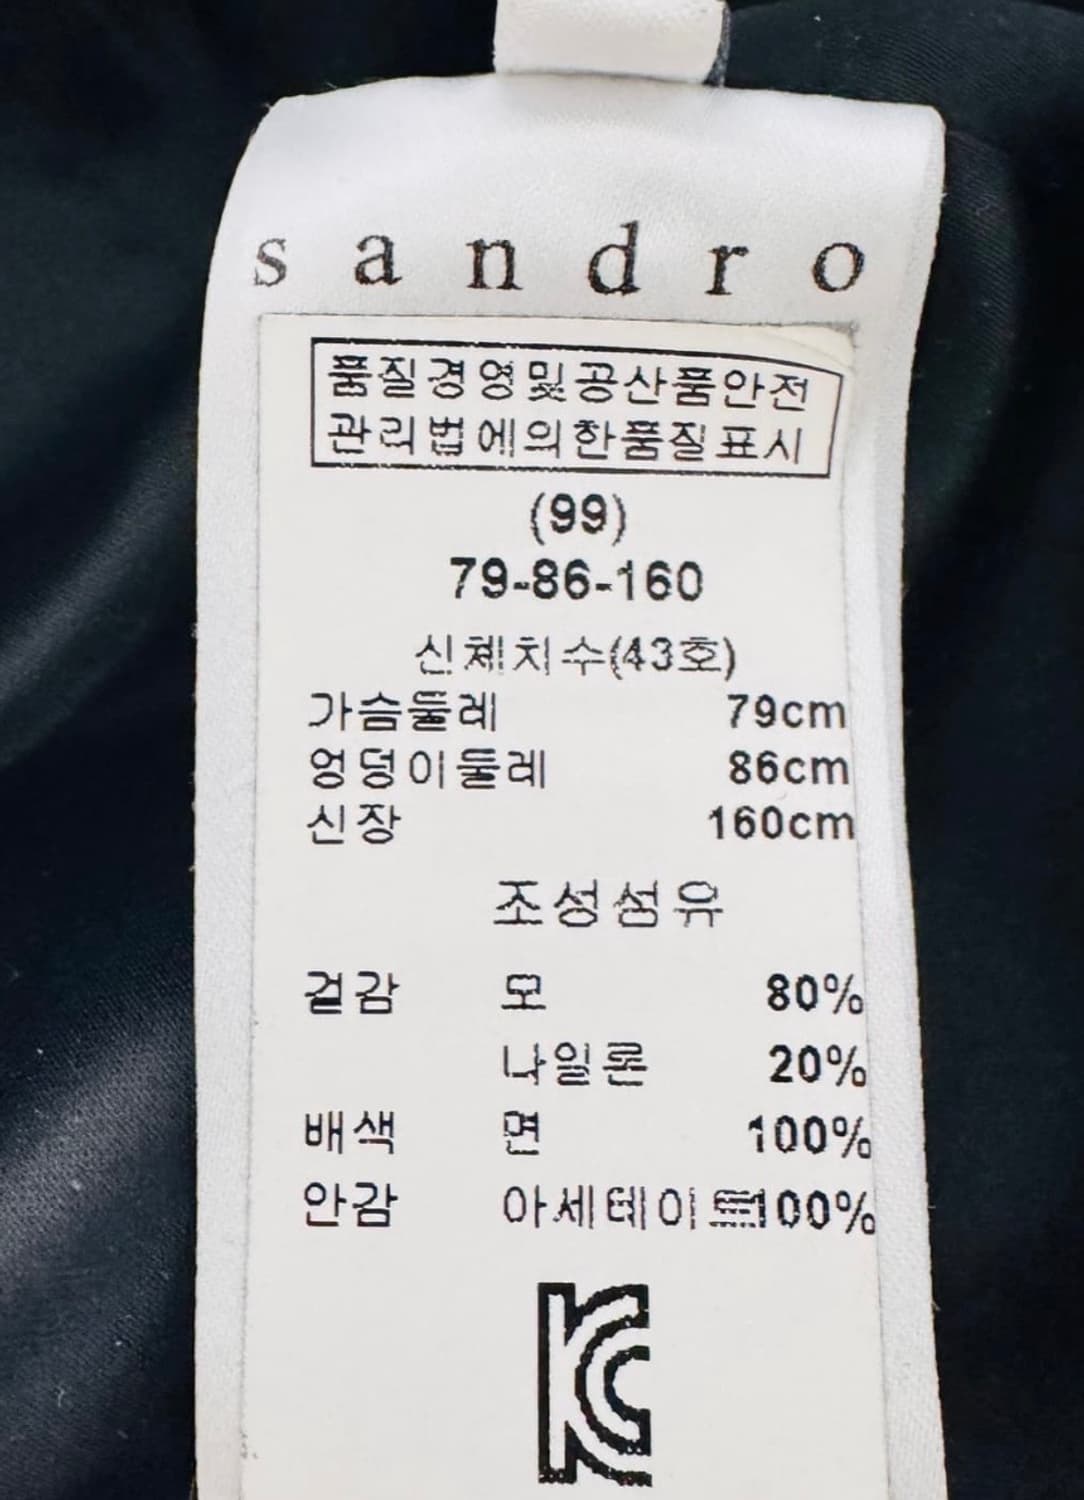 sandro
품질경영및공산품안전
관리법에의한품질표시
(99)
79-86-160
신체치수(43호)
가슴둘레 79cm
엉덩이둘레 86cm
신장 160cm
조성섬유
겉감 모 80%
나일론 20%
배색 면 100%
안감 아세테이트100%
KC